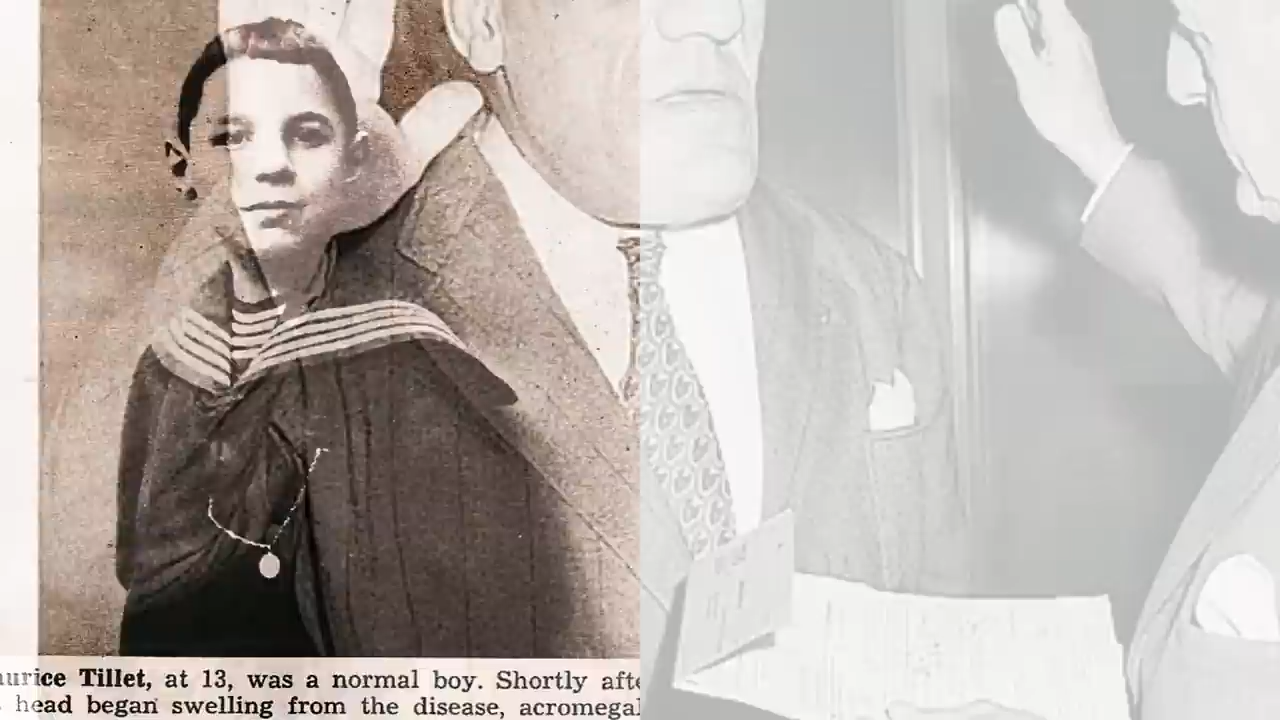 urice Tillet, at 13, was a normal boy. Shortly afte
head began swelling from the disease, acromegal